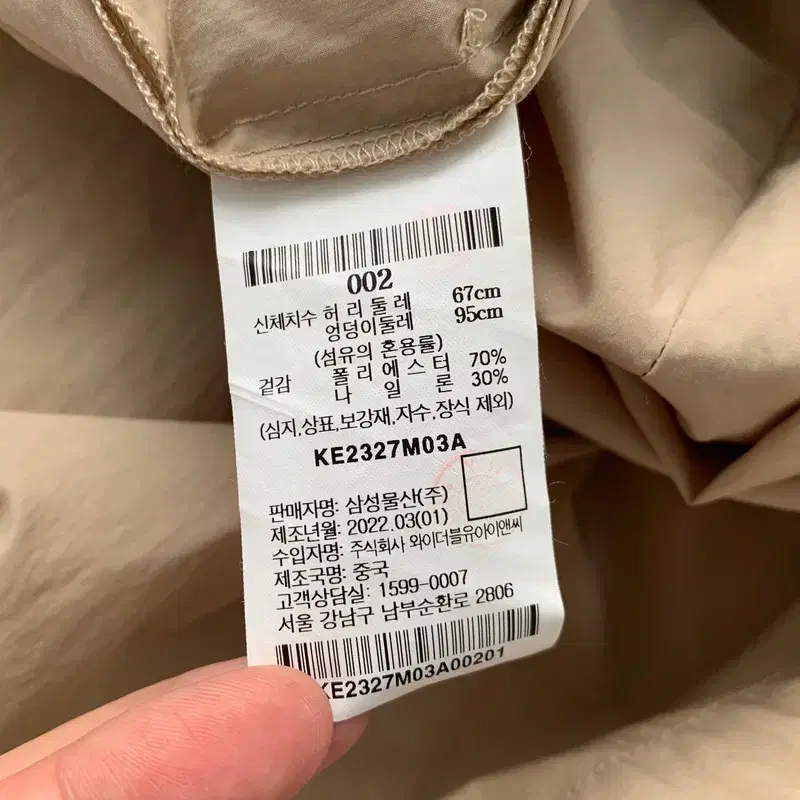 002
신체치수 허리둘레 67cm
엉덩이둘레 95cm
(섬유의 혼용률)
겉감 폴리에스터 70%
나일론 30%
(심지,상표,보강재,자수,장식 제외)
KE2327M03A
판매자명: 삼성물산(주)
제조년월: 2022.03(01)
수입자명: 주식회사 와이더블유아이앤씨
제조국명: 중국
고객상담실: 1599-0007
서울 강남구 남부순환로 2806
KE2327M03A00201